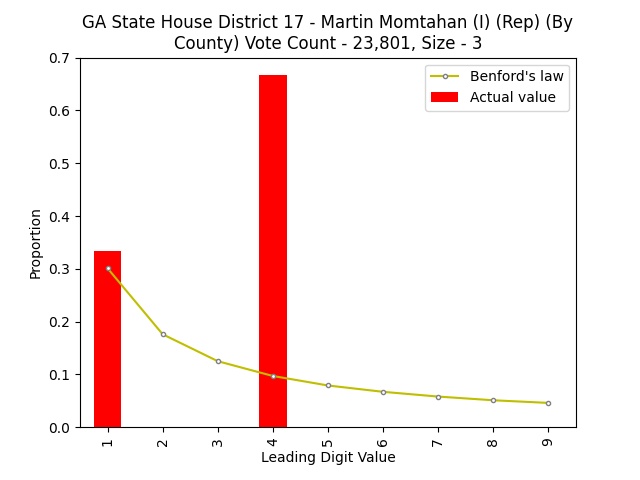 GA State House District 17 - Martin Momtahan (I) (Rep) (By
County) Vote Count - 23,801, Size - 3
0.7
0.6
0.5
0.4
0.3
0.2
0.1
0.0
Proportion
Benford's law
Actual value
1 2 3 4 5 6 7 8 9
Leading Digit Value